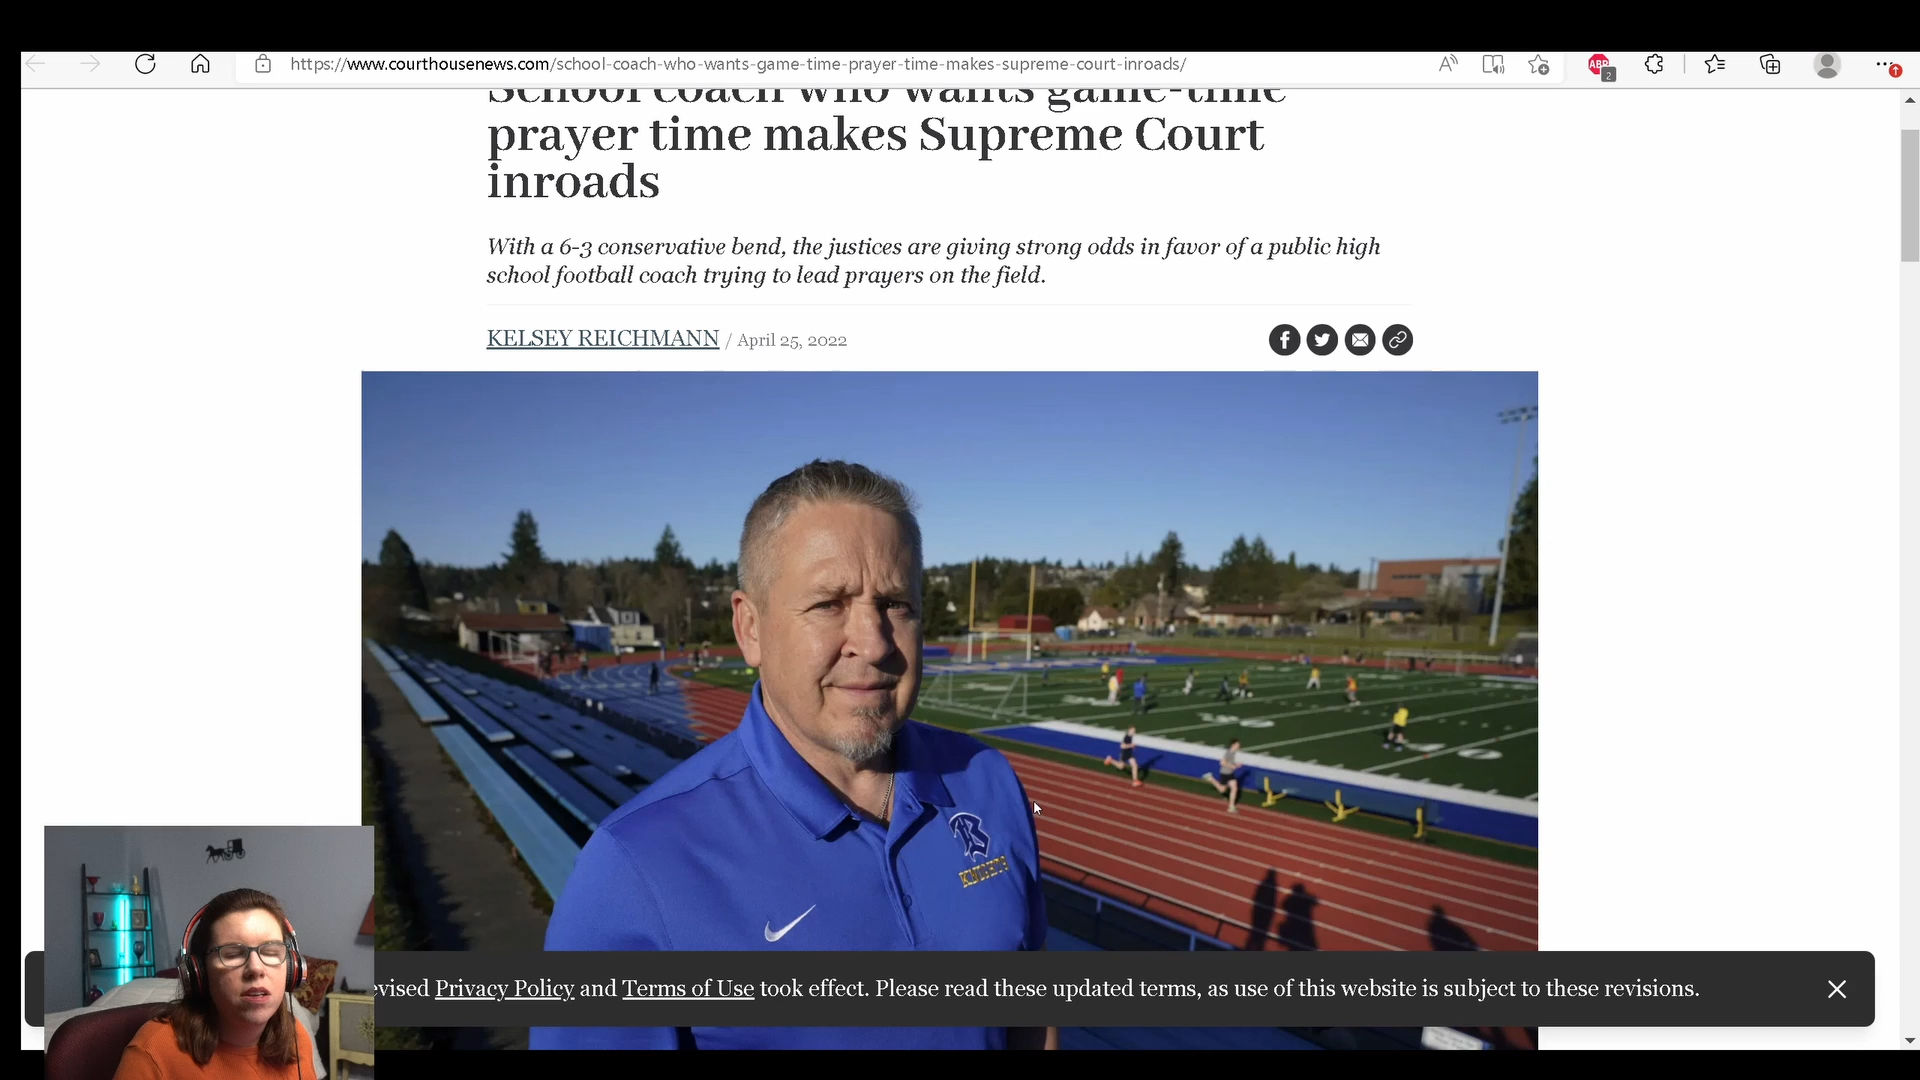 https://www.courthousenews.com/school-coach-who-wants-game-time-prayer-time-makes-supreme-court-inroads/
ABP
2
School coach who wants game-time
prayer time makes Supreme Court
inroads
With a 6-3 conservative bend, the justices are giving strong odds in favor of a public high
school football coach trying to lead prayers on the field.
KELSEY REICHMANN / April 25, 2022
B
KNIGHTS
evised Privacy Policy and Terms of Use took effect. Please read these updated terms, as use of this website is subject to these revisions.